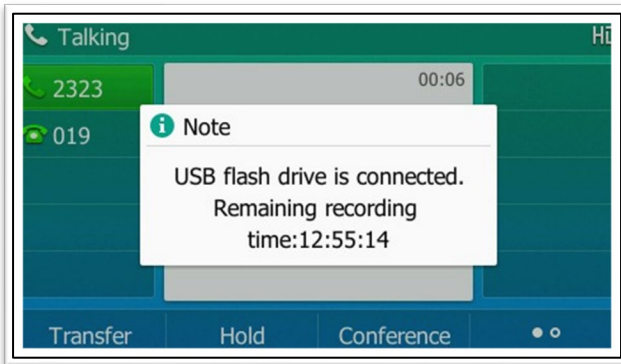 Talking
2323
00:06
019
Note
USB flash drive is connected.
Remaining recording
time:12:55:14
Transfer
Hold
Conference